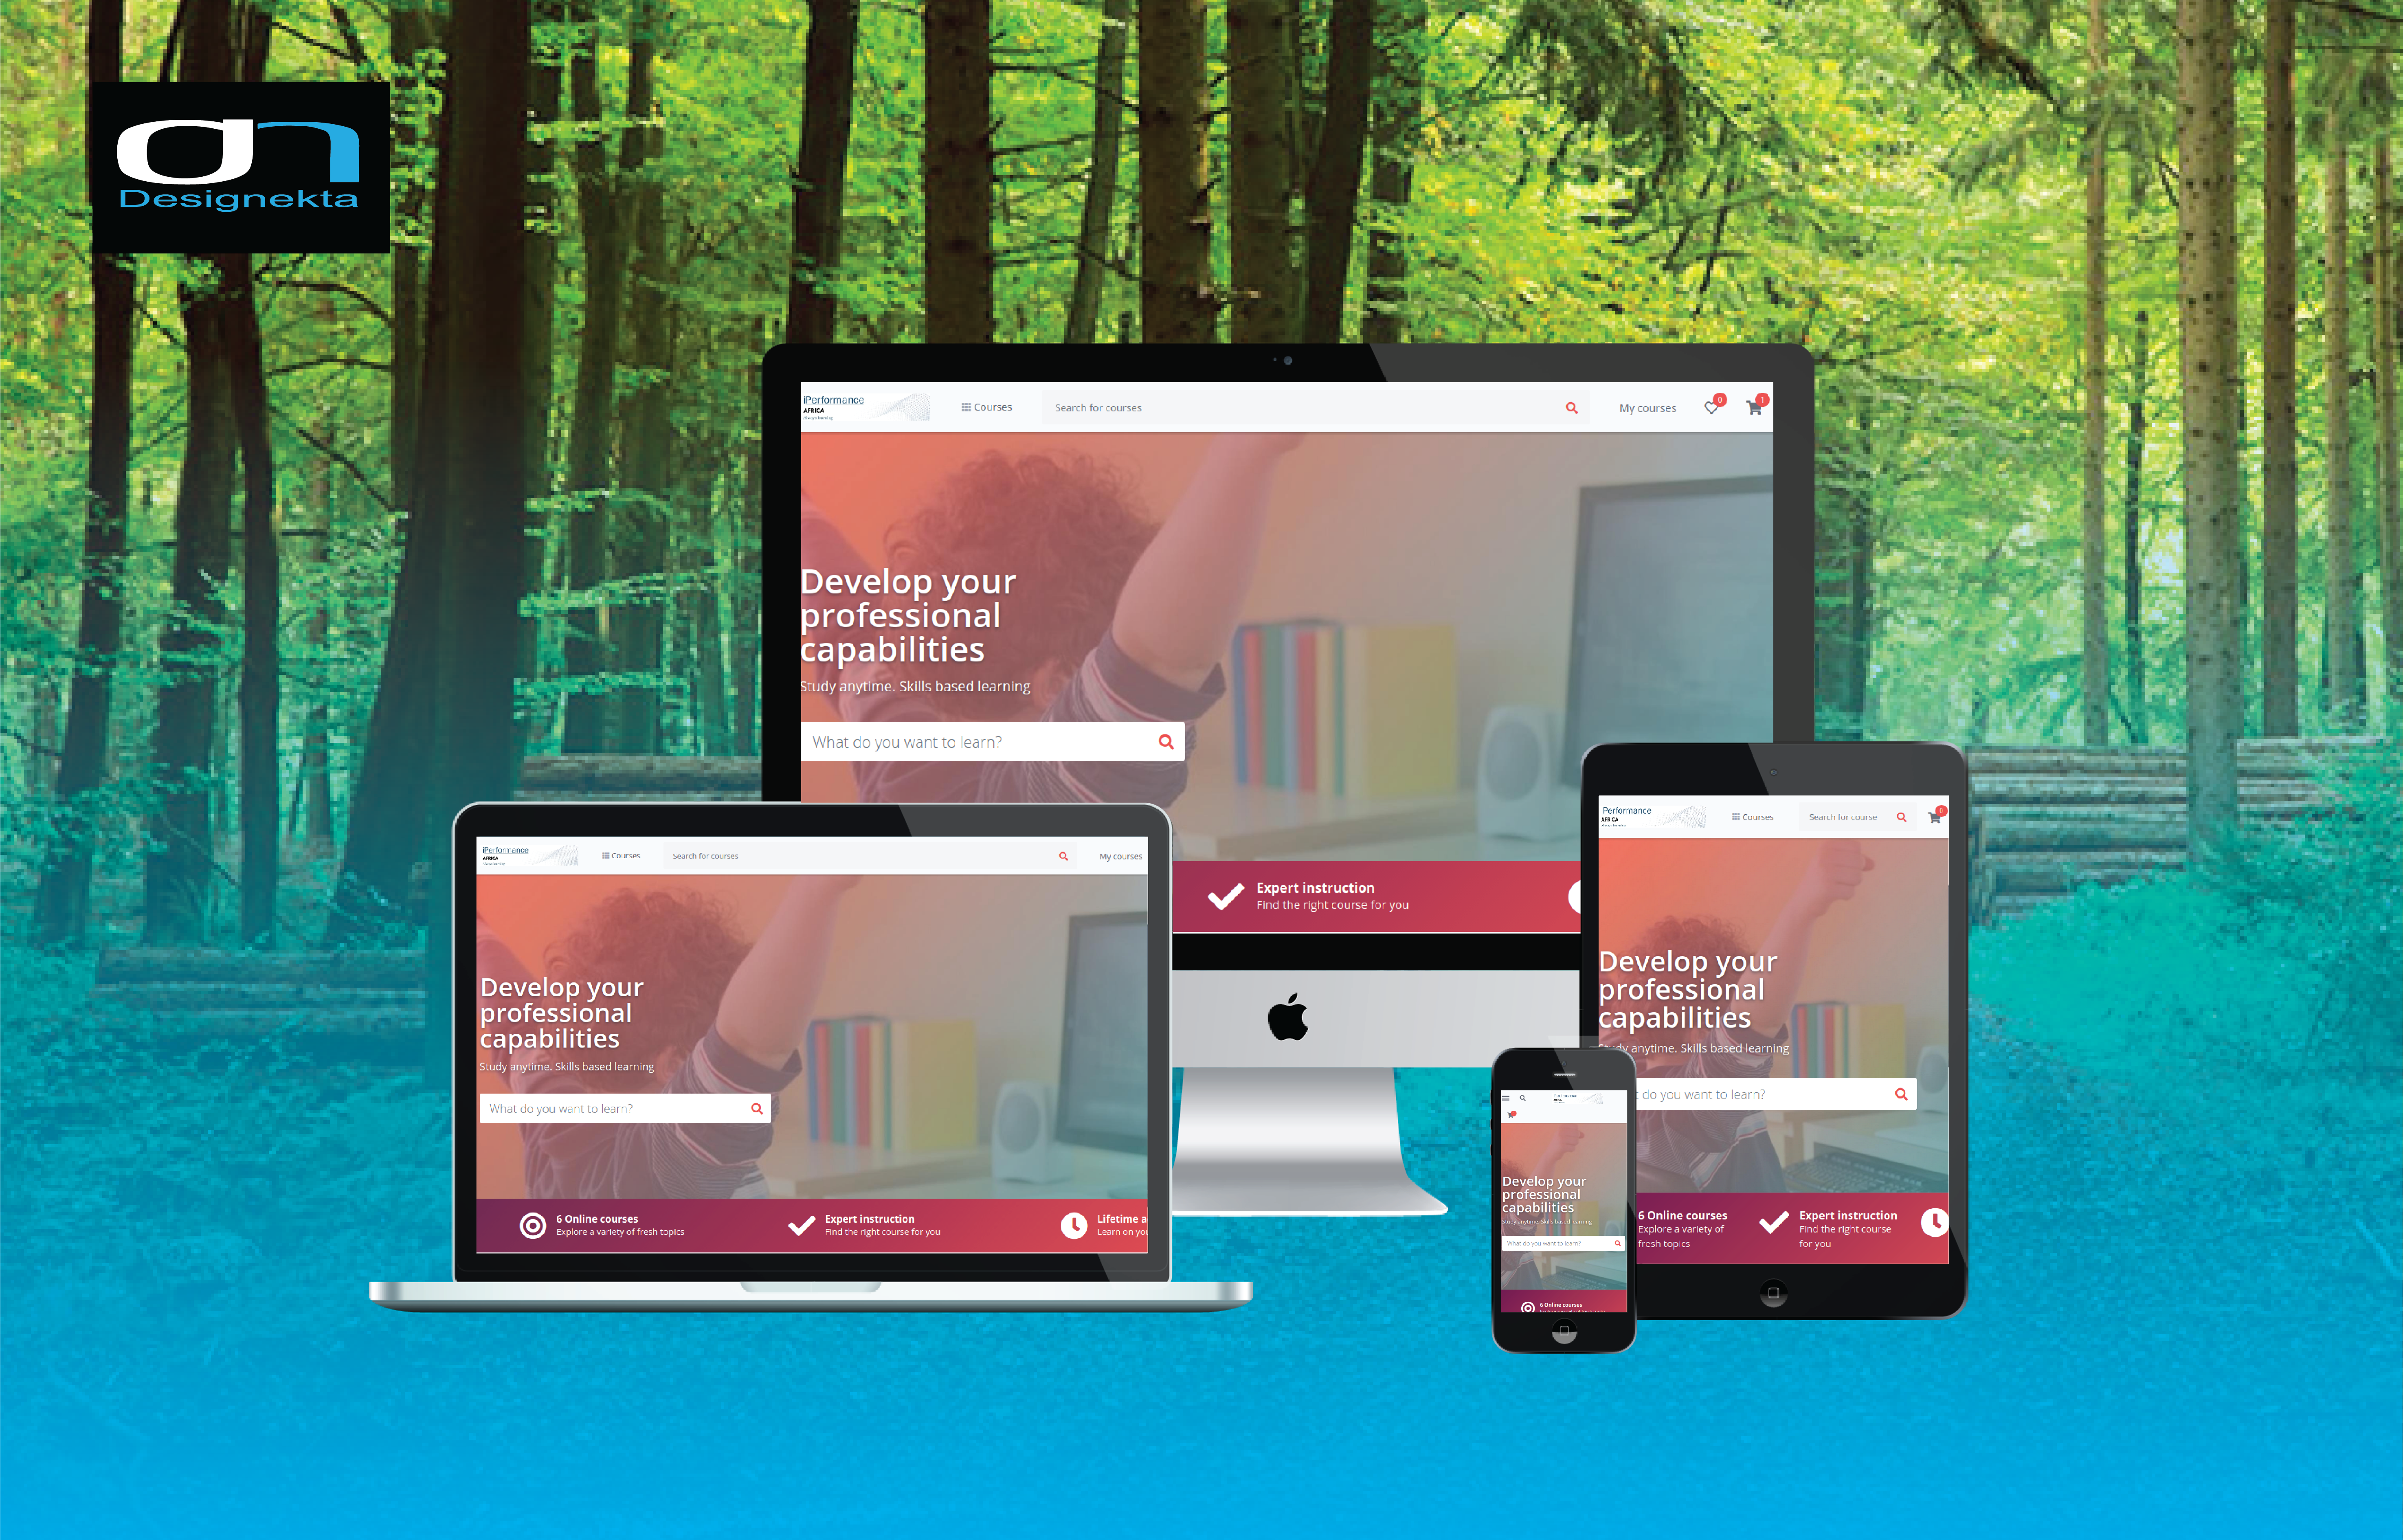 Designekta
iPerformance
AFRICA
Courses
Search for courses
My courses
0
1
Develop your
professional
capabilities
Study anytime. Skills based learning
What do you want to learn?
Expert instruction
Find the right course for you
iPerformance
AFRICA
Courses
Search for courses
My courses
Develop your
professional
capabilities
Study anytime. Skills based learning
What do you want to learn?
6 Online courses
Explore a variety of fresh topics
Expert instruction
Find the right course for you
Lifetime a
Learn on yo
iPerformance
AFRICA
Courses
Search for course
0
Develop your
professional
capabilities
Study anytime. Skills based learning
do you want to learn?
6 Online courses
Explore a variety of
fresh topics
Expert instruction
Find the right course
for you
iPerformance
Develop your
professional
capabilities
Study anytime. Skills based learning
What do you want to learn?
6 Online courses